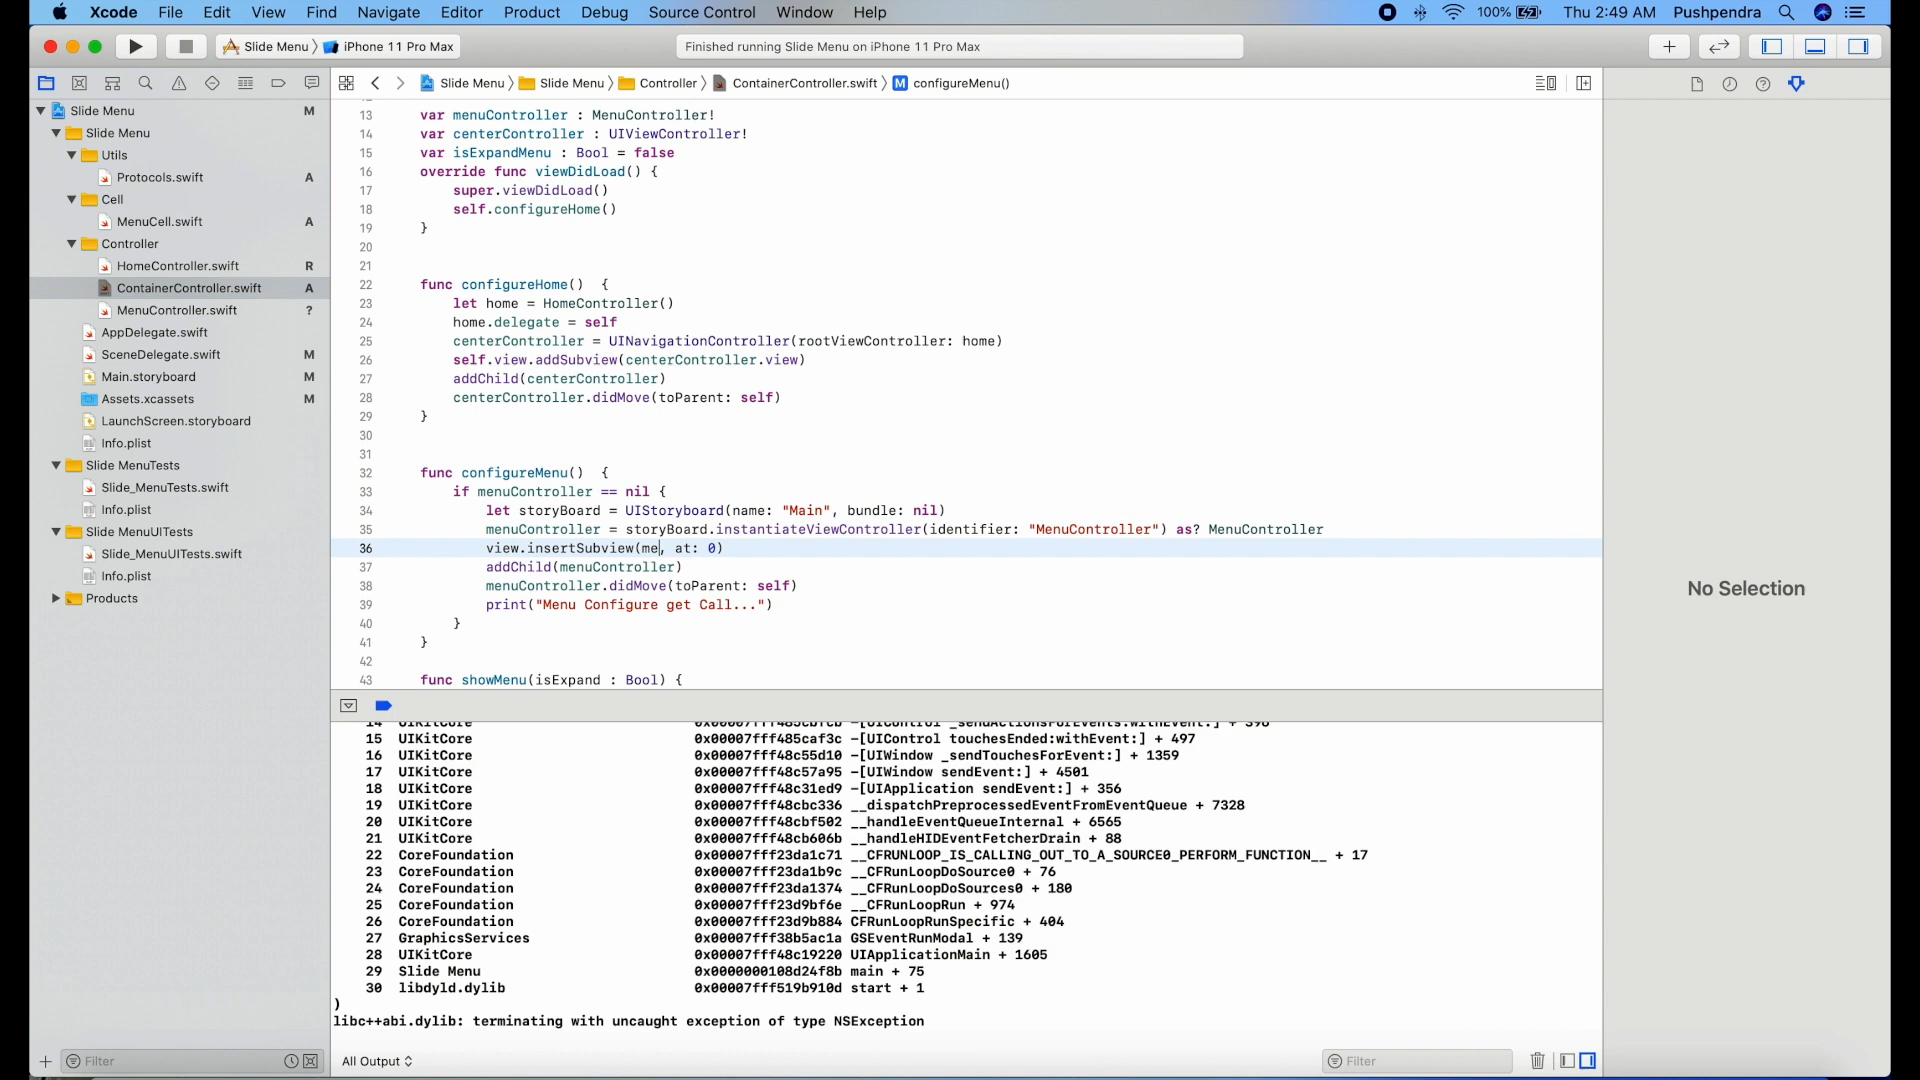 Xcode File Edit View Find Navigate Editor Product Debug Source Control Window Help 100% Thu 2:49 AM Pushpendra
Slide Menu iPhone 11 Pro Max Finished running Slide Menu on iPhone 11 Pro Max
Slide Menu Slide Menu Controller ContainerController.swift M configureMenu()
Slide Menu M
Slide Menu
Utils
Protocols.swift A
Cell
MenuCell.swift A
Controller
HomeController.swift R
ContainerController.swift A
MenuController.swift ?
AppDelegate.swift
SceneDelegate.swift M
Main.storyboard M
Assets.xcassets M
LaunchScreen.storyboard
Info.plist
Slide MenuTests
Slide_MenuTests.swift
Info.plist
Slide MenuUITests
Slide_MenuUITests.swift
Info.plist
Products
Filter
13 var menuController : MenuController!
14 var centerController : UIViewController!
15 var isExpandMenu : Bool = false
16 override func viewDidLoad() {
17 super.viewDidLoad()
18 self.configureHome()
19 }
20
21
22 func configureHome() {
23 let home = HomeController()
24 home.delegate = self
25 centerController = UINavigationController(rootViewController: home)
26 self.view.addSubview(centerController.view)
27 addChild(centerController)
28 centerController.didMove(toParent: self)
29 }
30
31
32 func configureMenu() {
33 if menuController == nil {
34 let storyBoard = UIStoryboard(name: "Main", bundle: nil)
35 menuController = storyBoard.instantiateViewController(identifier: "MenuController") as? MenuController
36 view.insertSubview(me, at: 0)
37 addChild(menuController)
38 menuController.didMove(toParent: self)
39 print("Menu Configure get Call...")
40 }
41 }
42
43 func showMenu(isExpand : Bool) {
14 UIKitCore 0x00007fff485cbfcb -[UIControl _sendActionsForEvents:withEvent:] + 396
15 UIKitCore 0x00007fff485caf3c -[UIControl touchesEnded:withEvent:] + 497
16 UIKitCore 0x00007fff48c55d10 -[UIWindow _sendTouchesForEvent:] + 1359
17 UIKitCore 0x00007fff48c57a95 -[UIWindow sendEvent:] + 4501
18 UIKitCore 0x00007fff48c31ed9 -[UIApplication sendEvent:] + 356
19 UIKitCore 0x00007fff48cbc336 __dispatchPreprocessedEventFromEventQueue + 7328
20 UIKitCore 0x00007fff48cbf502 __handleEventQueueInternal + 6565
21 UIKitCore 0x00007fff48cb606b __handleHIDEventFetcherDrain + 88
22 CoreFoundation 0x00007fff23da1c71 __CFRUNLOOP_IS_CALLING_OUT_TO_A_SOURCE0_PERFORM_FUNCTION__ + 17
23 CoreFoundation 0x00007fff23da1b9c __CFRunLoopDoSource0 + 76
24 CoreFoundation 0x00007fff23da1374 __CFRunLoopDoSources0 + 180
25 CoreFoundation 0x00007fff23d9bf6e __CFRunLoopRun + 974
26 CoreFoundation 0x00007fff23d9b884 CFRunLoopRunSpecific + 404
27 GraphicsServices 0x00007fff38b5ac1a GSEventRunModal + 139
28 UIKitCore 0x00007fff48c19220 UIApplicationMain + 1605
29 Slide Menu 0x0000000108d24f8b main + 75
30 libdyld.dylib 0x00007fff519b910d start + 1
)
libc++abi.dylib: terminating with uncaught exception of type NSException
All Output Filter
No Selection